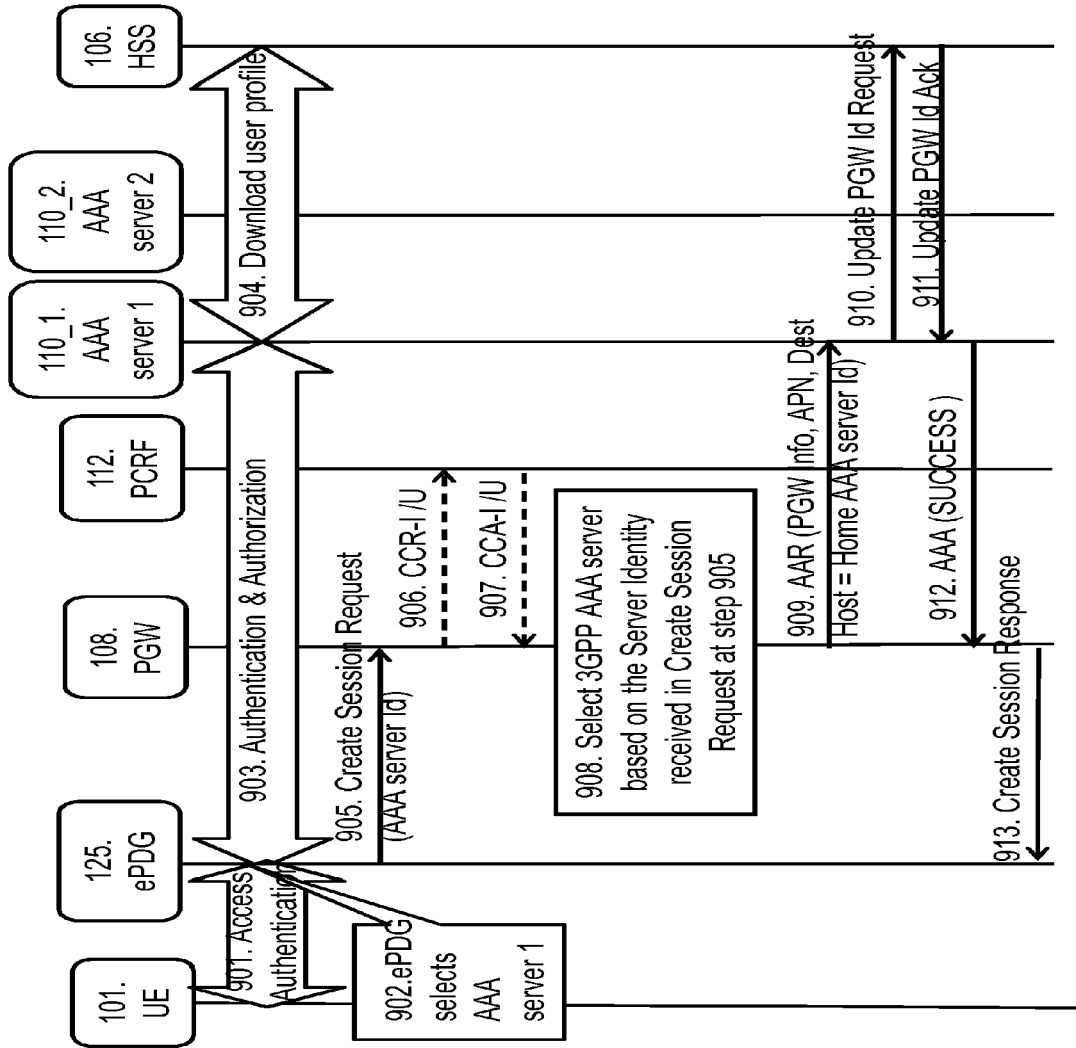 101.
UE
125.
ePDG
108.
PGW
112.
PCRF
110_1.
AAA
server 1
110_2.
AAA
server 2
106.
HSS
901. Access
Authentication
902.ePDG
selects
AAA
server 1
903. Authentication & Authorization
904. Download user profile
905. Create Session Request
(AAA server Id)
906. CCR-I /U
907. CCA-I /U
908. Select 3GPP AAA server
based on the Server Identity
received in Create Session
Request at step 905
909. AAR (PGW Info, APN, Dest
Host = Home AAA server Id)
910. Update PGW Id Request
911. Update PGW Id Ack
912. AAA (SUCCESS )
913. Create Session Response